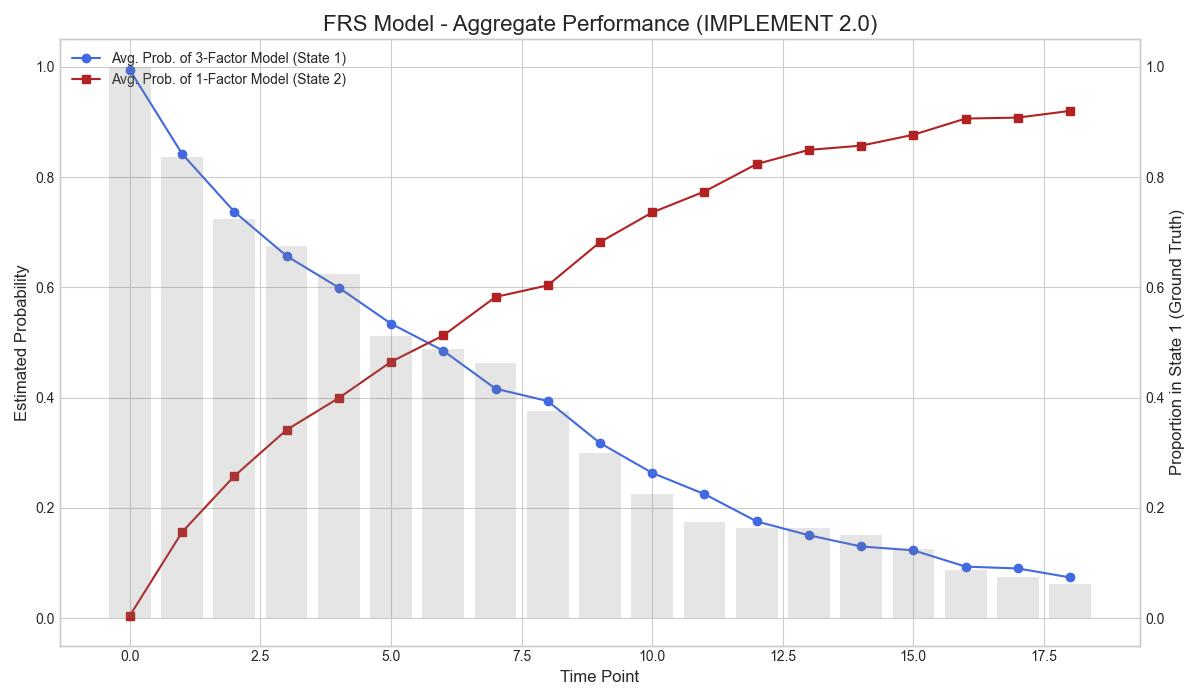 FRS Model - Aggregate Performance (IMPLEMENT 2.0)
Avg. Prob. of 3-Factor Model (State 1)
Avg. Prob. of 1-Factor Model (State 2)
Estimated Probability
1.0
0.8
0.6
0.4
0.2
0.0
1.0
0.8
0.6
0.4
0.2
0.0
Proportion in State 1 (Ground Truth)
0.0 2.5 5.0 7.5 10.0 12.5 15.0 17.5
Time Point